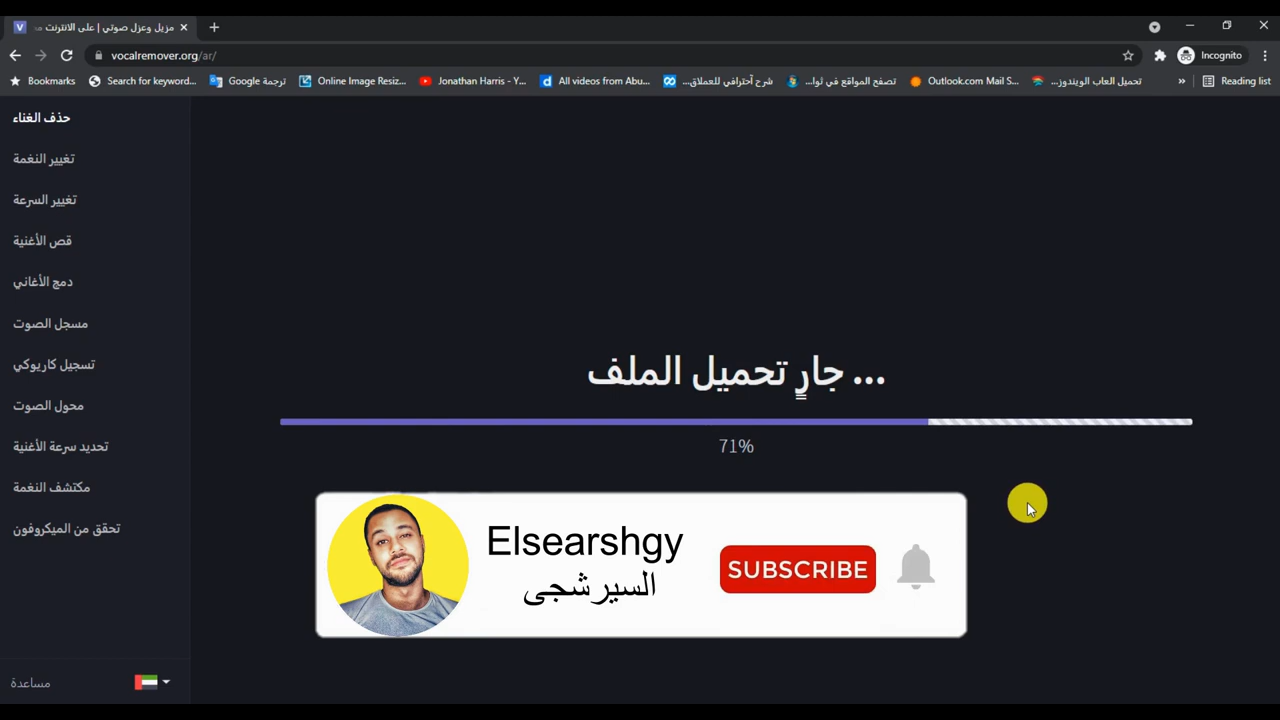 مزيل وعزل صوتي | على الانترنت
vocalremover.org/ar/
Incognito
Bookmarks
Search for keyword...
ترجمة Google
Online Image Resiz...
Jonathan Harris - Y...
All videos from Abu...
شرح أحترافي للعملاق...
تصفح المواقع في ثوا...
Outlook.com Mail S...
تحميل العاب الويندوز...
»
Reading list
حذف الغناء
تغيير النغمة
تغيير السرعة
قص الأغنية
دمج الأغاني
مسجل الصوت
تسجيل كاريوكي
محول الصوت
تحديد سرعة الأغنية
مكتشف النغمة
تحقق من الميكروفون
جارٍ تحميل الملف ...
71%
Elsearshgy
السيرشجى
SUBSCRIBE
مساعدة